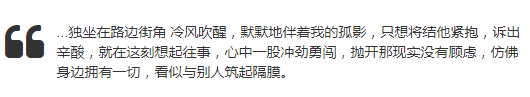 ...独坐在路边街角 冷风吹醒，默默地伴着我的孤影，只想将结他紧抱，诉出
辛酸，就在这刻想起往事，心中一股冲劲勇闯，抛开那现实没有顾虑，仿佛
身边拥有一切，看似与别人筑起隔膜。